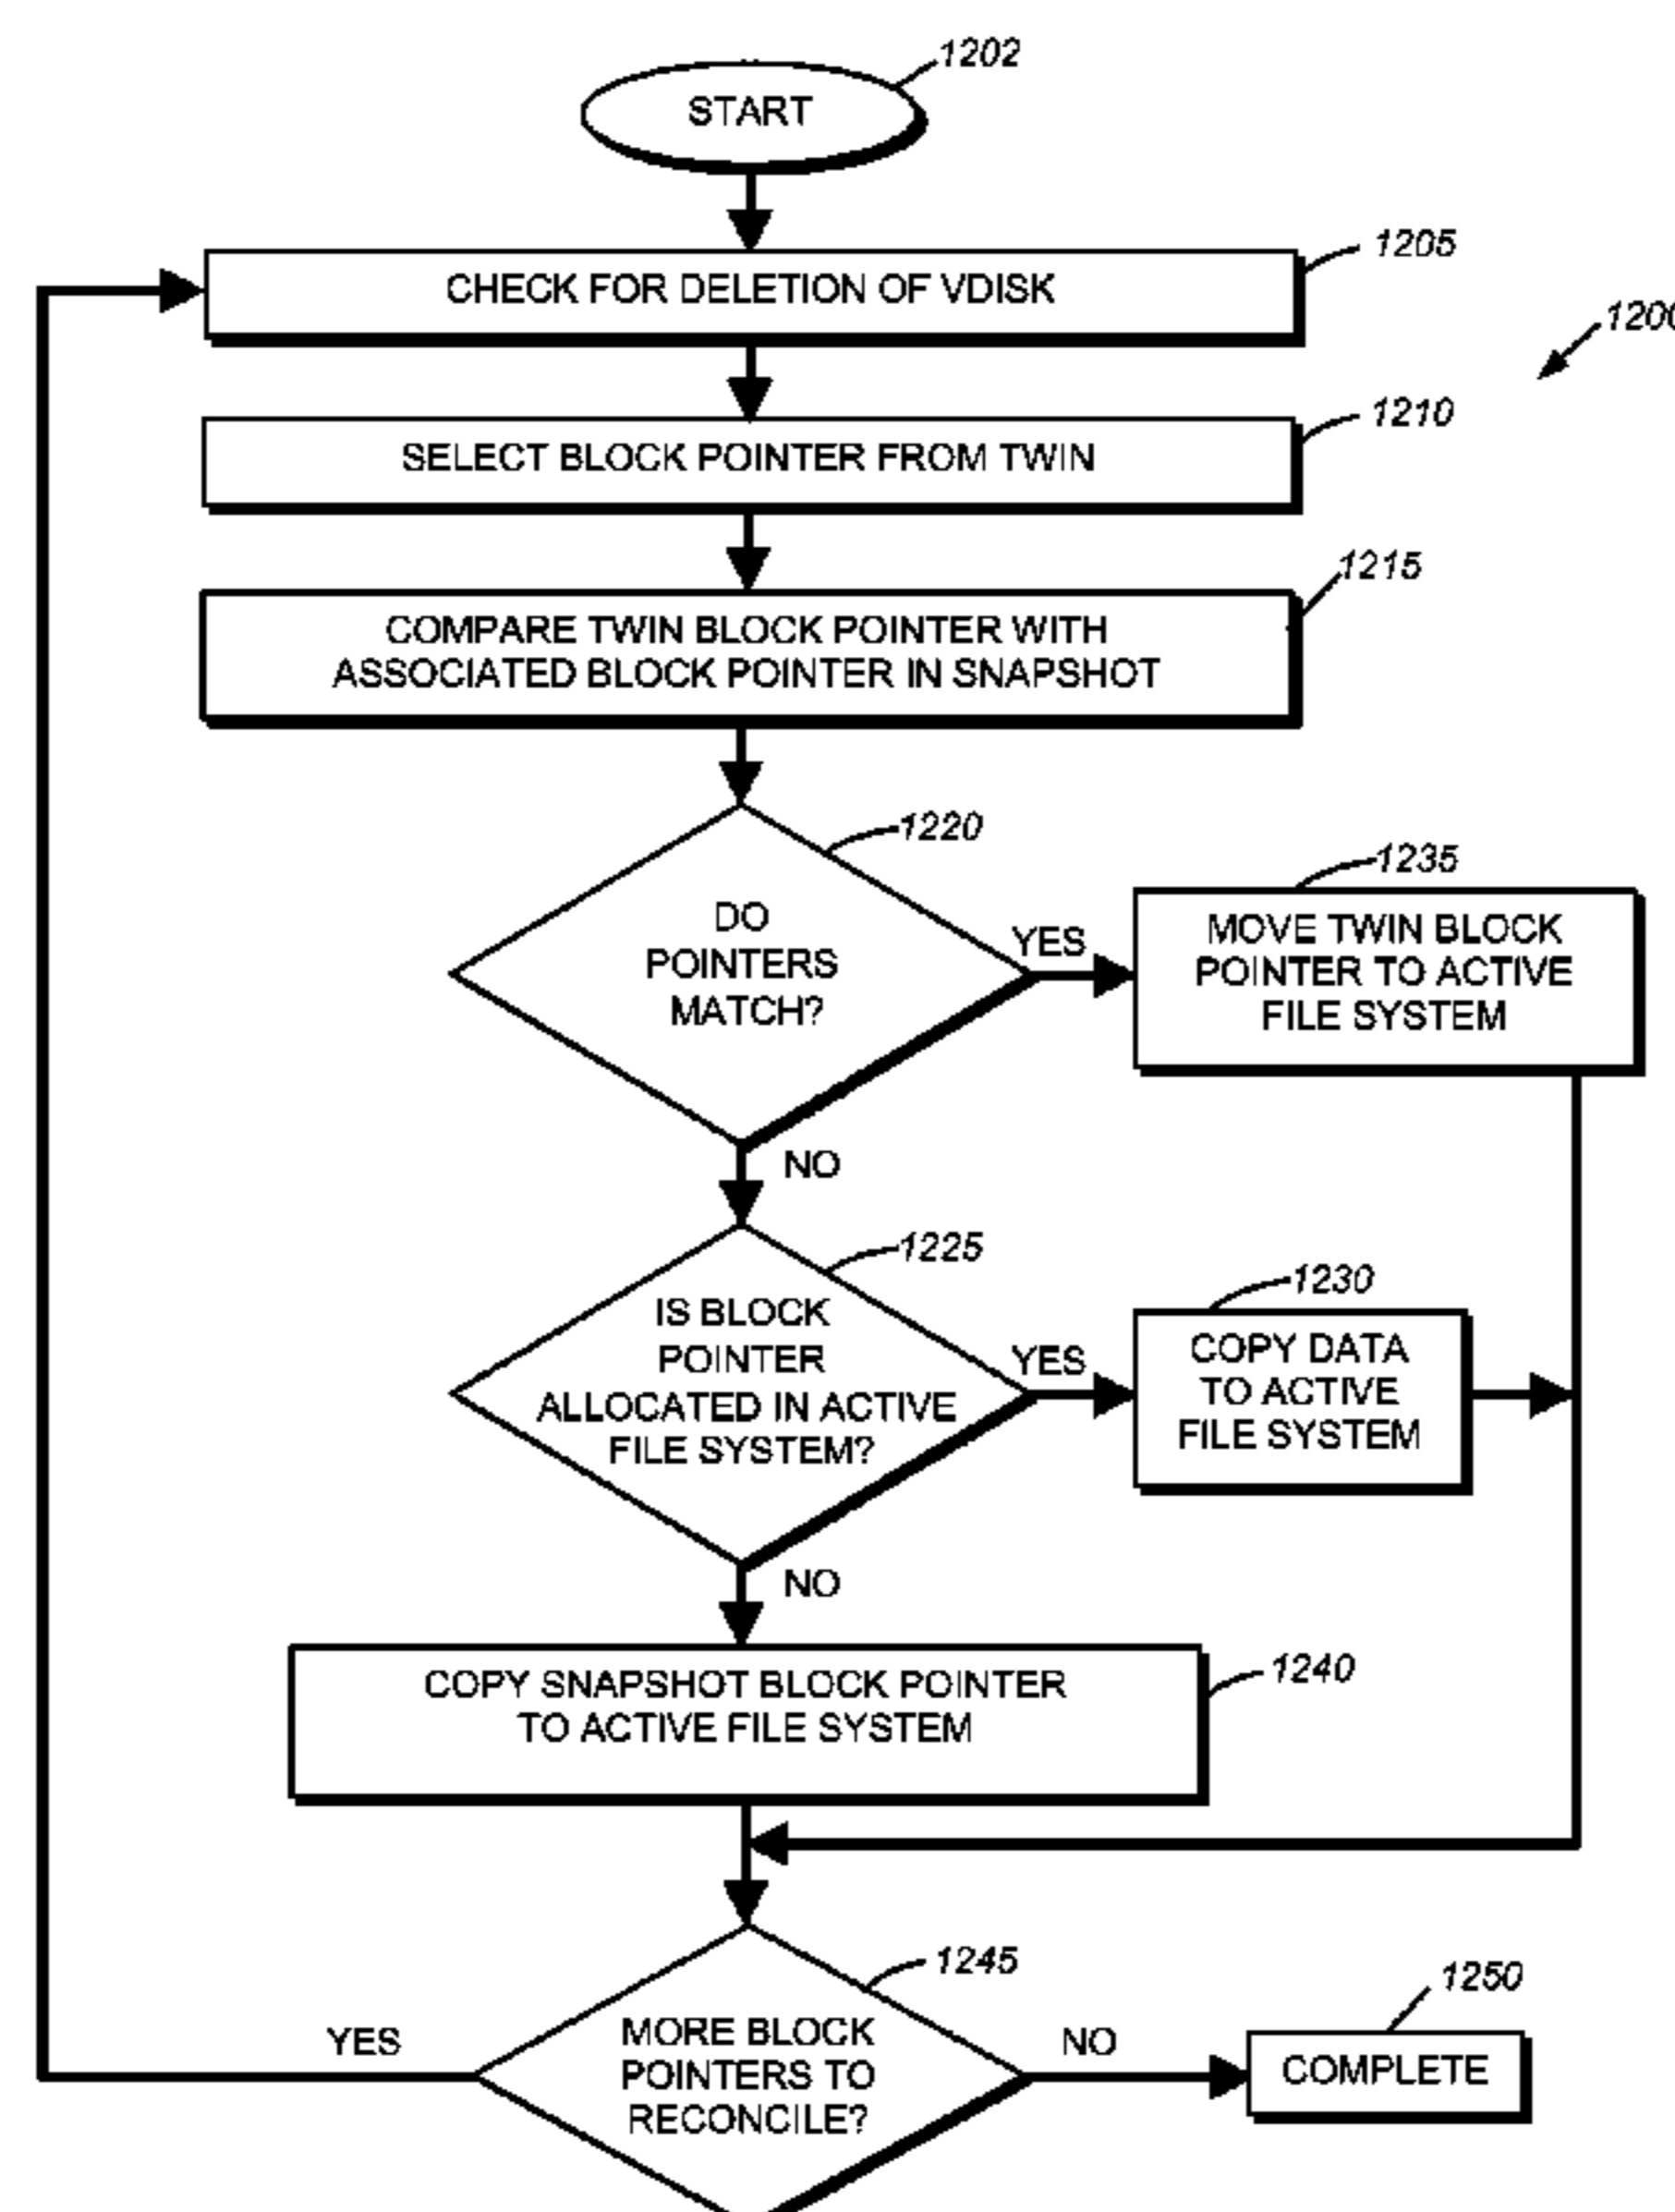 1202
START
1205
CHECK FOR DELETION OF VDISK
1200
1210
SELECT BLOCK POINTER FROM TWIN
1215
COMPARE TWIN BLOCK POINTER WITH
ASSOCIATED BLOCK POINTER IN SNAPSHOT
1220
DO
POINTERS
MATCH?
YES
1235
MOVE TWIN BLOCK
POINTER TO ACTIVE
FILE SYSTEM
NO
1225
IS BLOCK
POINTER
ALLOCATED IN ACTIVE
FILE SYSTEM?
YES
1230
COPY DATA
TO ACTIVE
FILE SYSTEM
NO
1240
COPY SNAPSHOT BLOCK POINTER
TO ACTIVE FILE SYSTEM
1245
MORE BLOCK
POINTERS TO
RECONCILE?
YES
NO
1250
COMPLETE